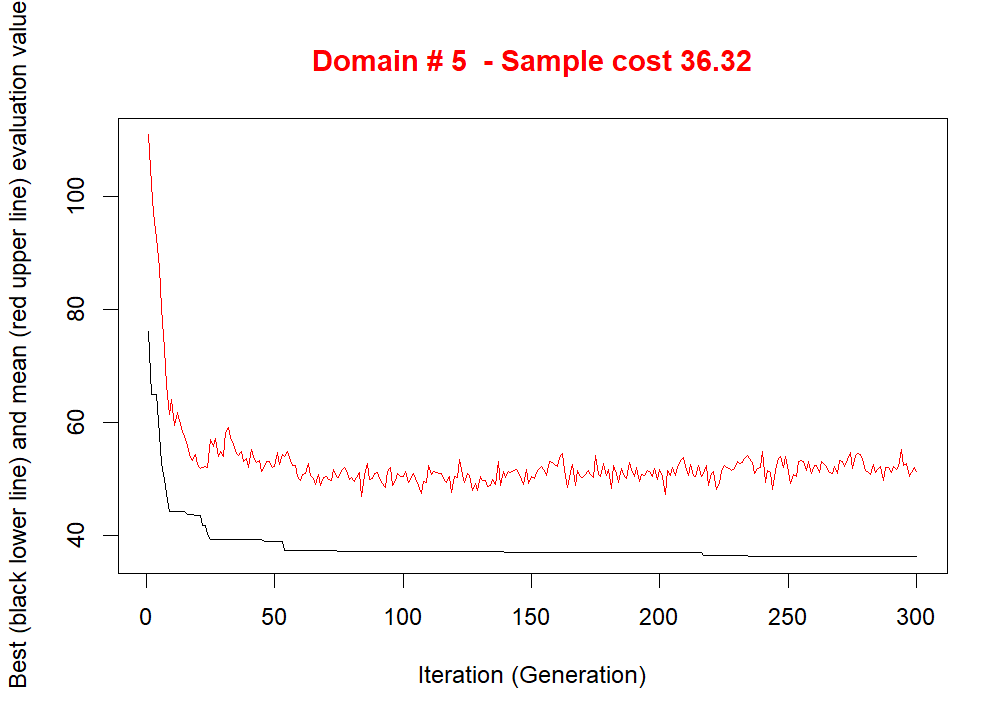 Domain # 5  - Sample cost 36.32
Best (black lower line) and mean (red upper line) evaluation value
100
80
60
40
0 50 100 150 200 250 300
Iteration (Generation)